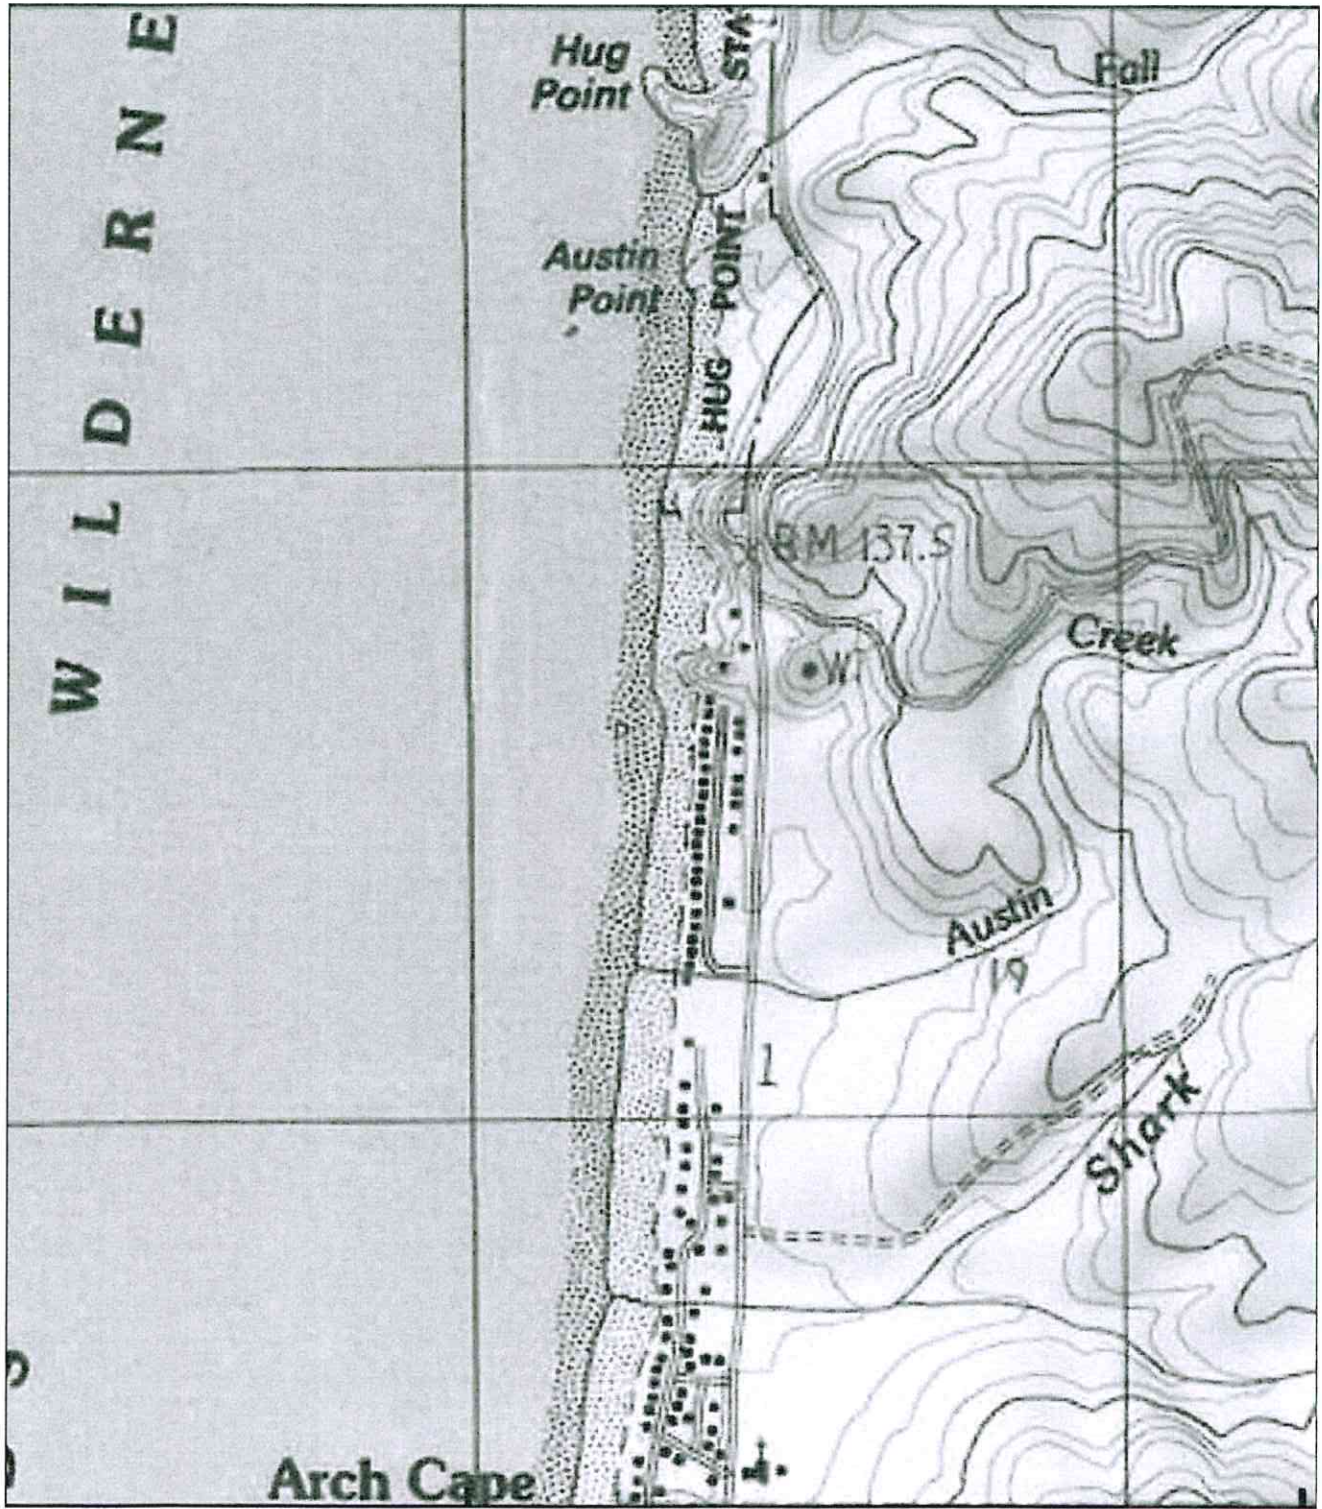 WILDERNE
Hug
Point
STA
Fall
Austin
Point
HUG POINT
BM 137.5
Creek
WT
Austin
19
1
Shark
S
Arch Cape